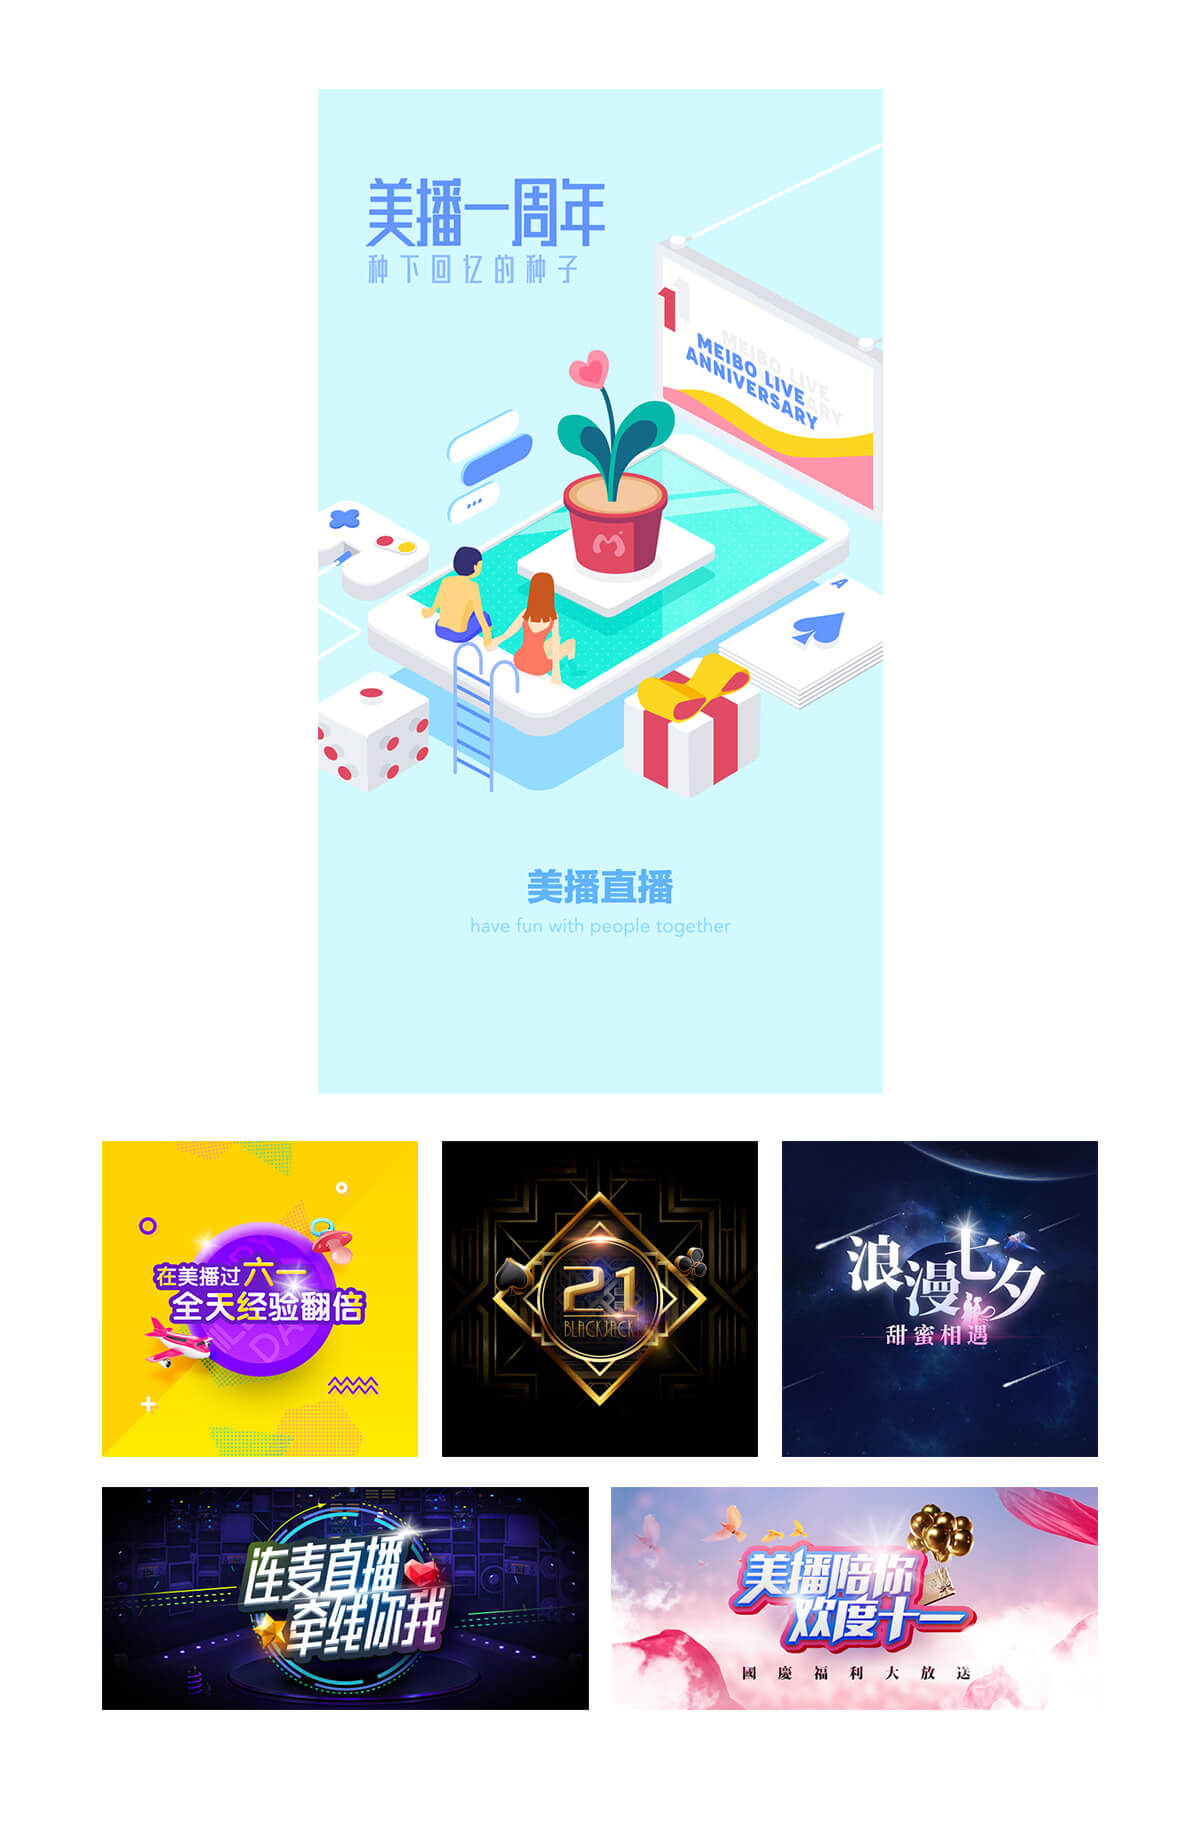 美播一周年
种下回忆的种子
1
MEIBO LIVE
ANNIVERSARY
M
A
美播直播
have fun with people together
在美播过六一
全天经验翻倍
21
BLACKJACK
浪漫七夕
甜蜜相遇
连麦直播
牵线你我
美播陪你
欢度十一
國慶福利大放送